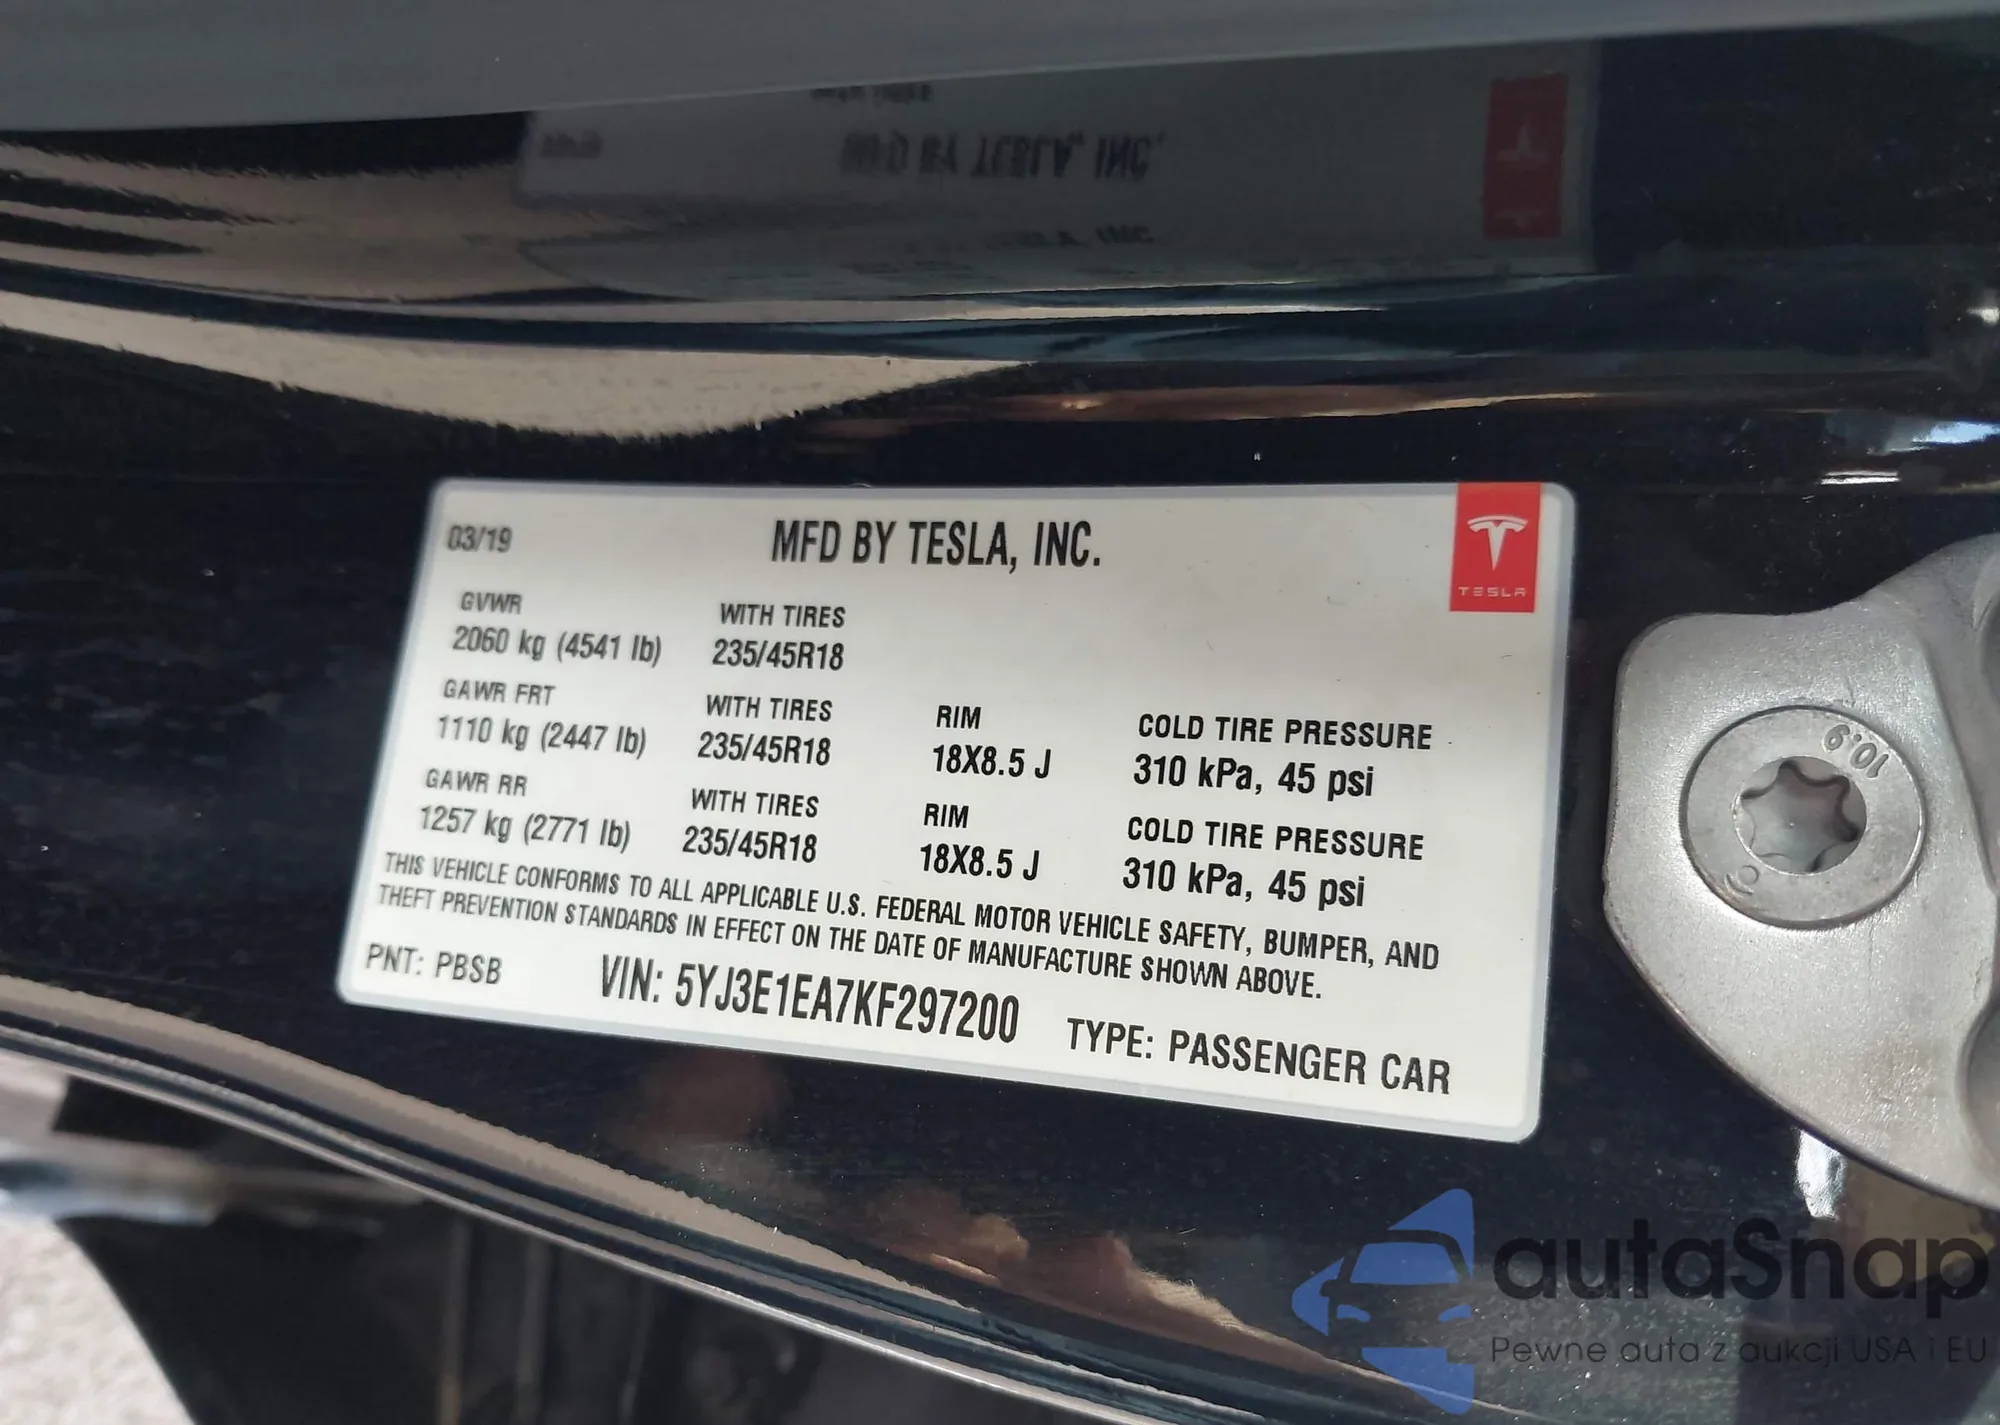 03/19
MFD BY TESLA, INC.
TESLA
GVWR
2060 kg (4541 lb)
WITH TIRES
235/45R18
GAWR FRT
1110 kg (2447 lb)
WITH TIRES
235/45R18
RIM
18X8.5 J
COLD TIRE PRESSURE
310 kPa, 45 psi
GAWR RR
1257 kg (2771 lb)
WITH TIRES
235/45R18
RIM
18X8.5 J
COLD TIRE PRESSURE
310 kPa, 45 psi
THIS VEHICLE CONFORMS TO ALL APPLICABLE U.S. FEDERAL MOTOR VEHICLE SAFETY, BUMPER, AND
THEFT PREVENTION STANDARDS IN EFFECT ON THE DATE OF MANUFACTURE SHOWN ABOVE.
PNT: PBSB
VIN: 5YJ3E1EA7KF297200
TYPE: PASSENGER CAR
10.9
autaSnap
Pewne auta z aukcji USA i EU